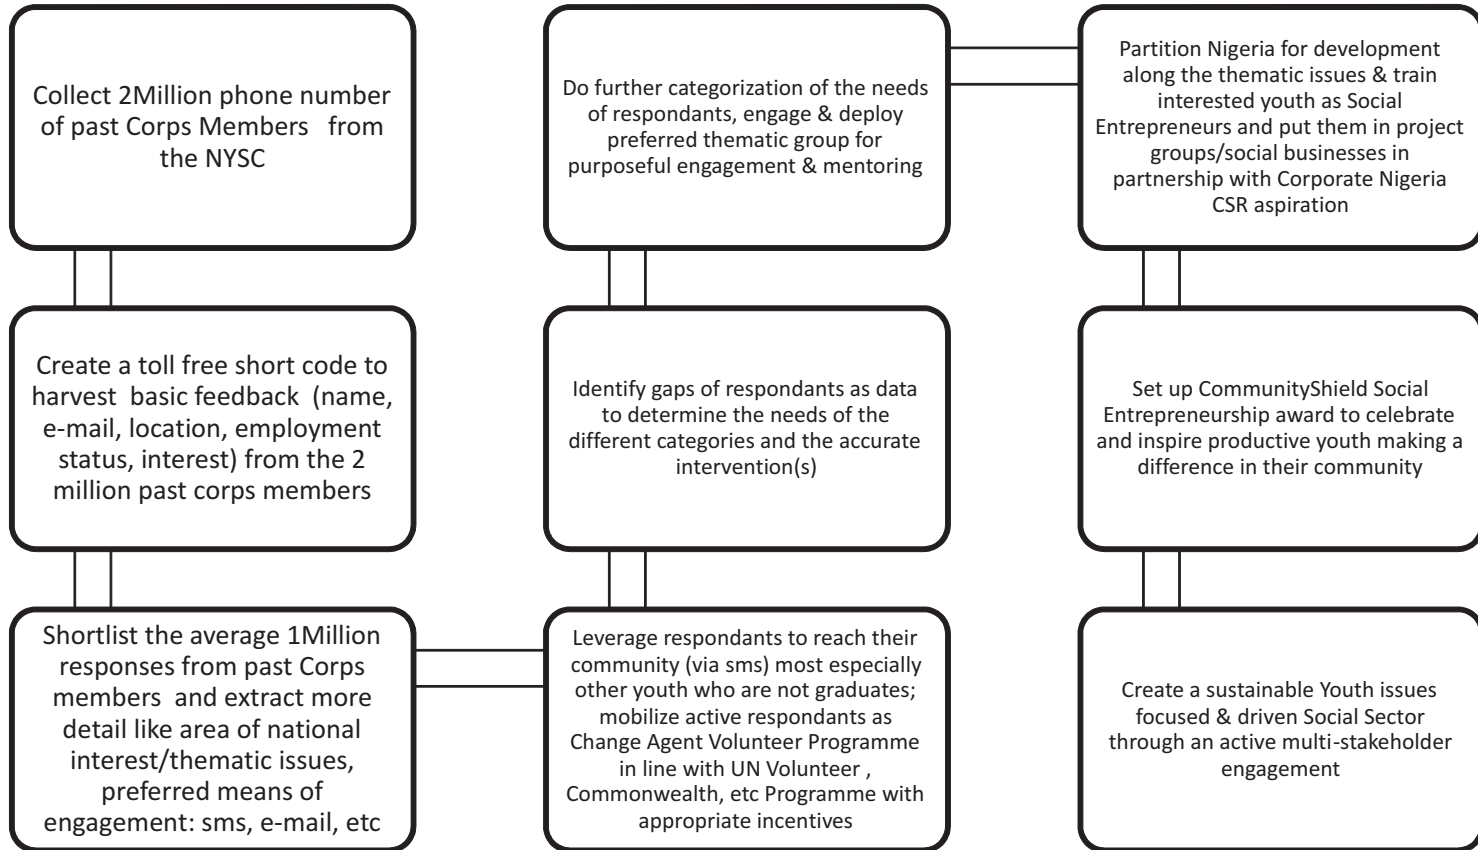 Collect 2Million phone number
of past Corps Members from
the NYSC
Create a toll free short code to
harvest basic feedback (name,
e-mail, location, employment
status, interest) from the 2
million past corps members
Shortlist the average 1Million
responses from past Corps
members and extract more
detail like area of national
interest/thematic issues,
preferred means of
engagement: sms, e-mail, etc
Leverage respondants to reach their
community (via sms) most especially
other youth who are not graduates;
mobilize active respondants as
Change Agent Volunteer Programme
in line with UN Volunteer ,
Commonwealth, etc Programme with
appropriate incentives
Identify gaps of respondants as data
to determine the needs of the
different categories and the accurate
intervention(s)
Do further categorization of the needs
of respondants, engage & deploy
preferred thematic group for
purposeful engagement & mentoring
Partition Nigeria for development
along the thematic issues & train
interested youth as Social
Entrepreneurs and put them in project
groups/social businesses in
partnership with Corporate Nigeria
CSR aspiration
Set up CommunityShield Social
Entrepreneurship award to celebrate
and inspire productive youth making a
difference in their community
Create a sustainable Youth issues
focused & driven Social Sector
through an active multi-stakeholder
engagement